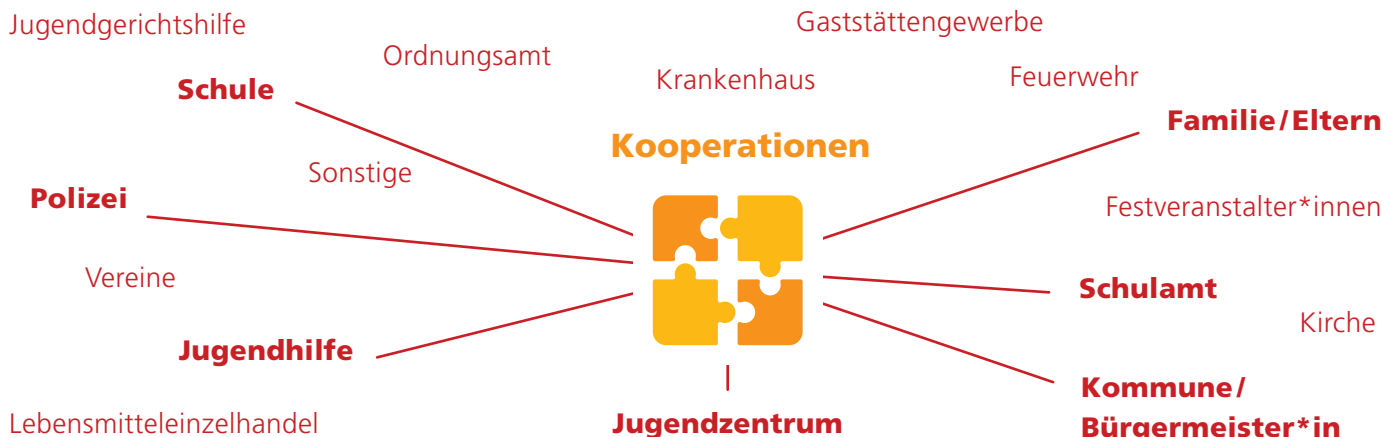 Jugendgerichtshilfe
Gaststättengewerbe
Ordnungsamt
Krankenhaus
Feuerwehr
Schule
Familie/Eltern
Kooperationen
Sonstige
Polizei
Festveranstalter*innen
Vereine
Schulamt
Kirche
Jugendhilfe
Kommune/
Bürgermeister*in
Jugendzentrum
Lebensmitteleinzelhandel